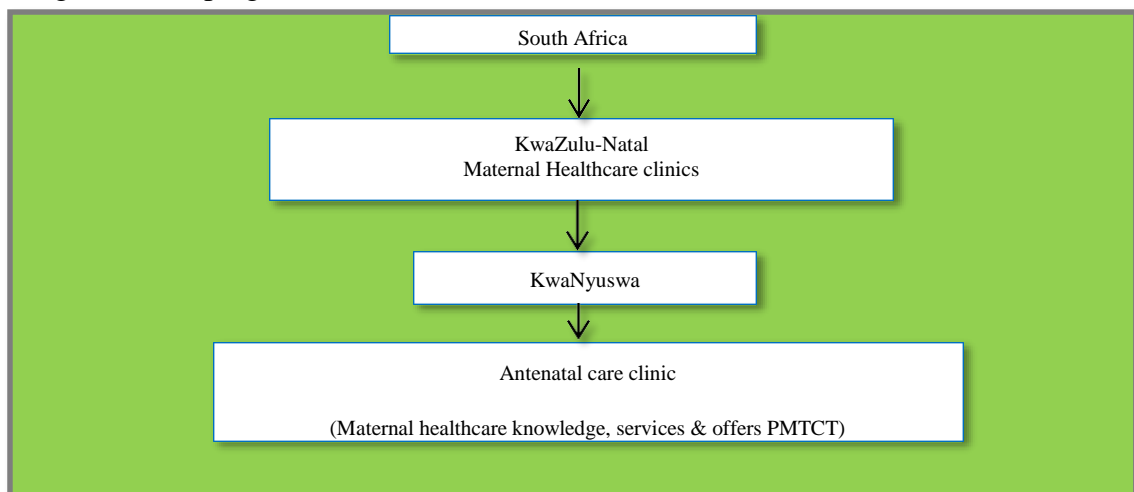 South Africa
KwaZulu-Natal
Maternal Healthcare clinics
KwaNyuswa
Antenatal care clinic
(Maternal healthcare knowledge, services & offers PMTCT)